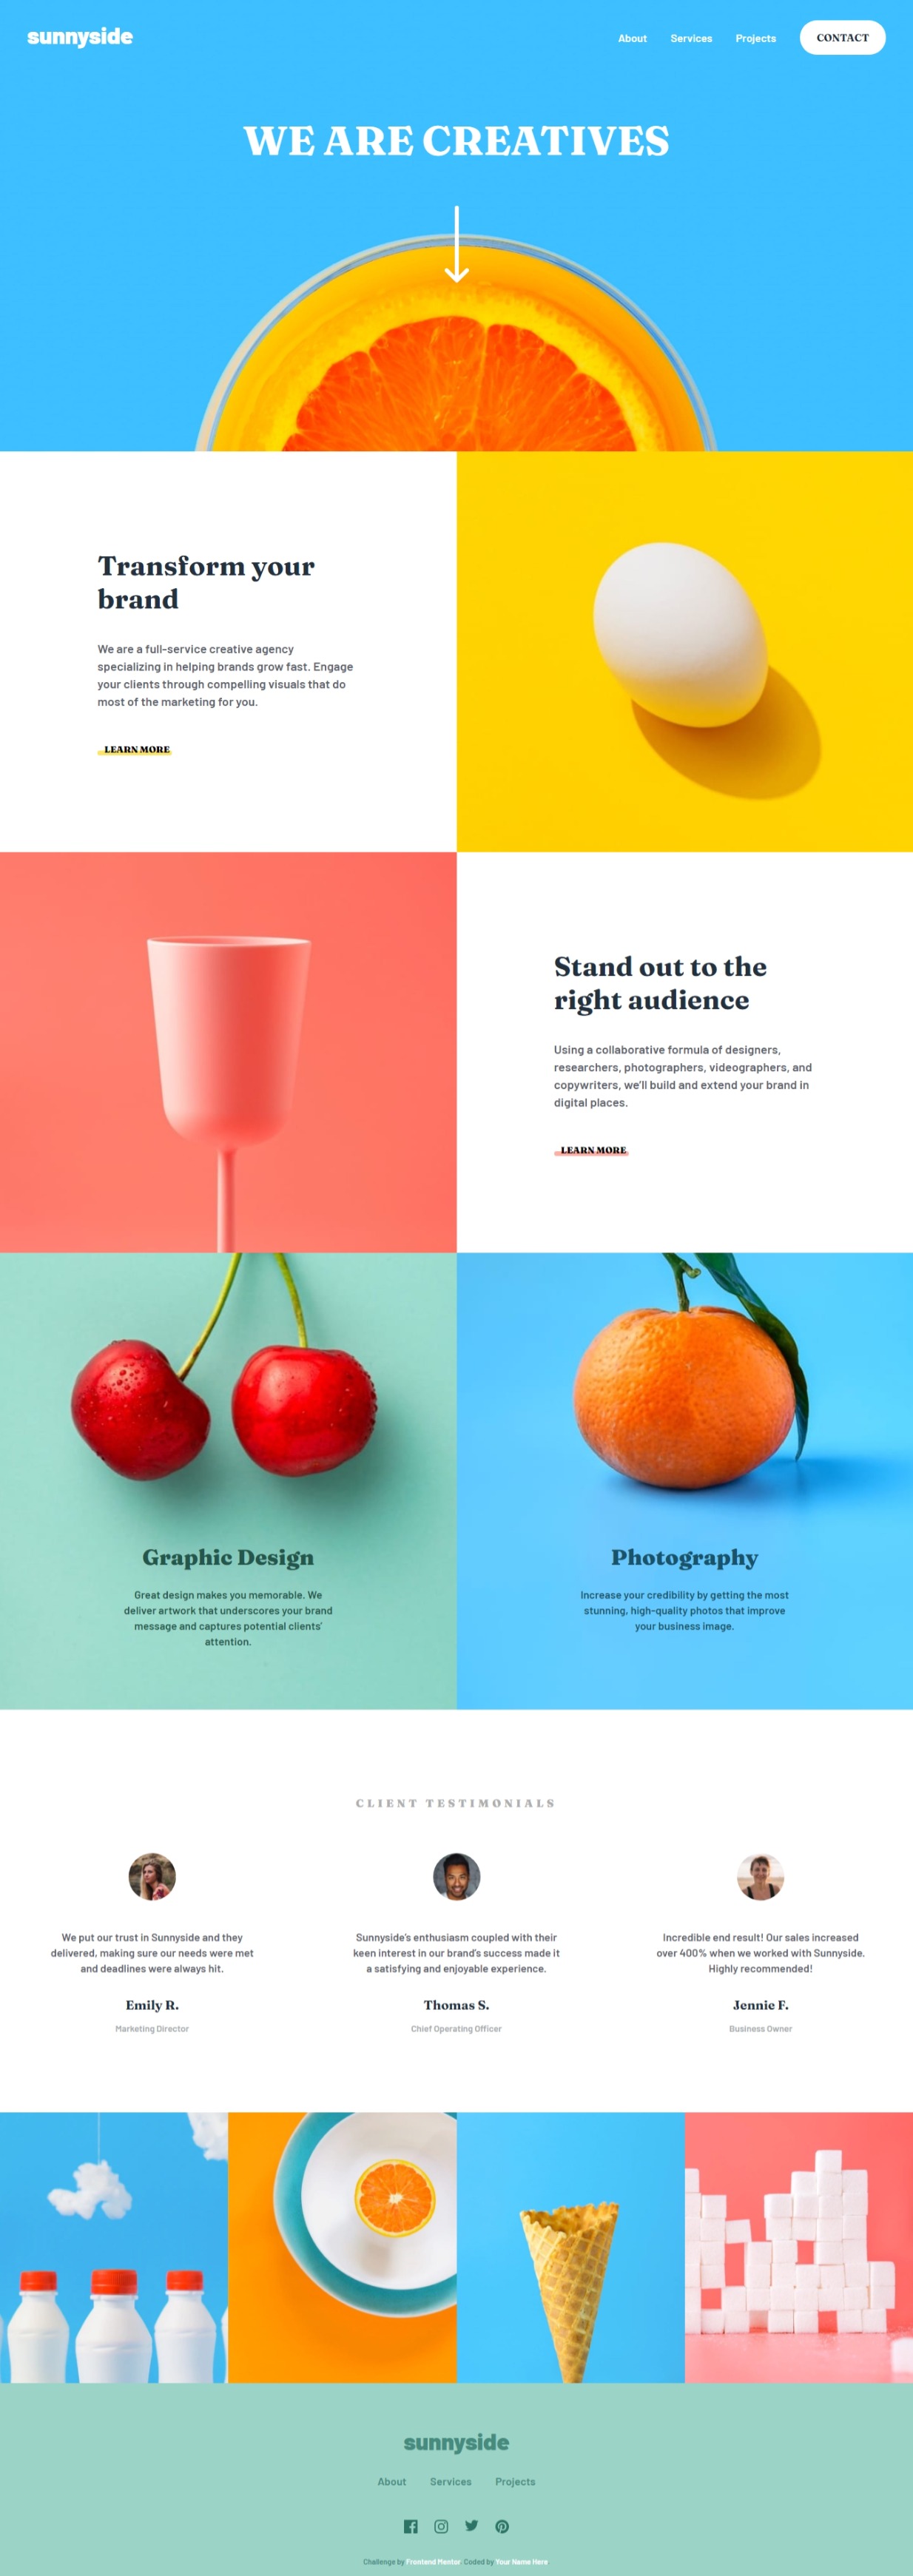 sunnyside
About Services Projects CONTACT
WE ARE CREATIVES
Transform your
brand
We are a full-service creative agency
specializing in helping brands grow fast. Engage
your clients through compelling visuals that do
most of the marketing for you.
LEARN MORE
Stand out to the
right audience
Using a collaborative formula of designers,
researchers, photographers, videographers, and
copywriters, we'll build and extend your brand in
digital places.
LEARN MORE
Graphic Design
Great design makes you memorable. We
deliver artwork that underscores your brand
message and captures potential clients'
attention.
Photography
Increase your credibility by getting the most
stunning, high-quality photos that improve
your business image.
CLIENT TESTIMONIALS
We put our trust in Sunnyside and they
delivered, making sure our needs were met
and deadlines were always hit.
Emily R.
Marketing Director
Sunnyside's enthusiasm coupled with their
keen interest in our brand's success made it
a satisfying and enjoyable experience.
Thomas S.
Chief Operating Officer
Incredible end result! Our sales increased
over 400% when we worked with Sunnyside.
Highly recommended!
Jennie F.
Business Owner
sunnyside
About Services Projects
Challenge by Frontend Mentor Coded by Your Name Here